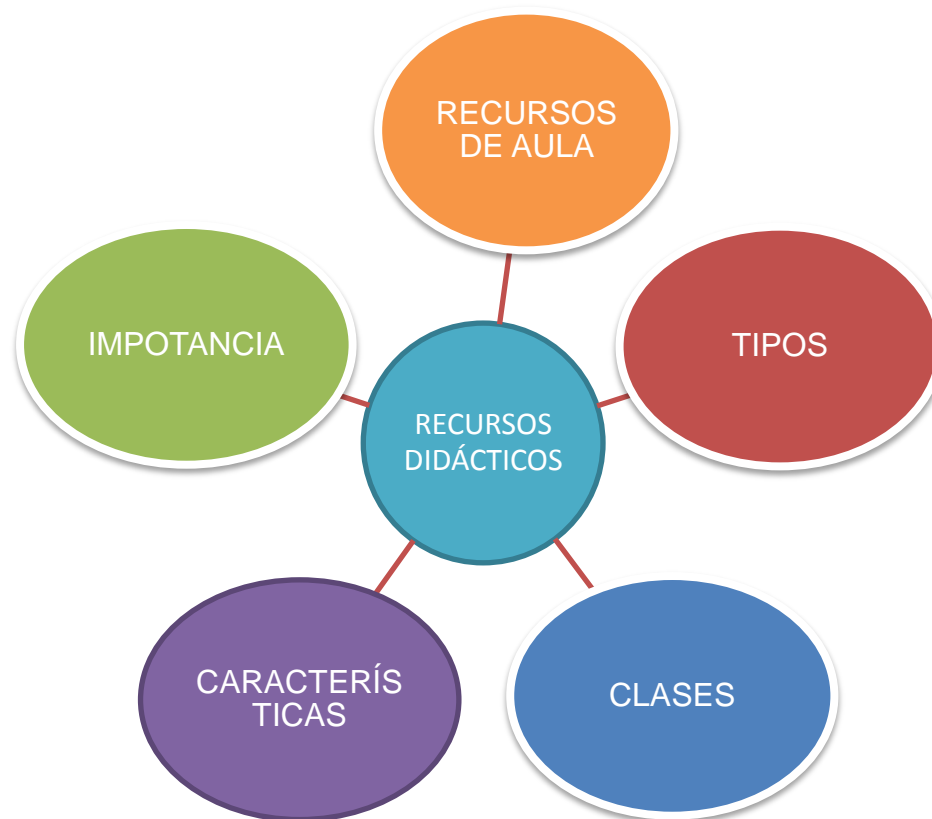 RECURSOS
DE AULA
IMPOTANCIA
TIPOS
RECURSOS
DIDÁCTICOS
CARACTERÍS
TICAS
CLASES